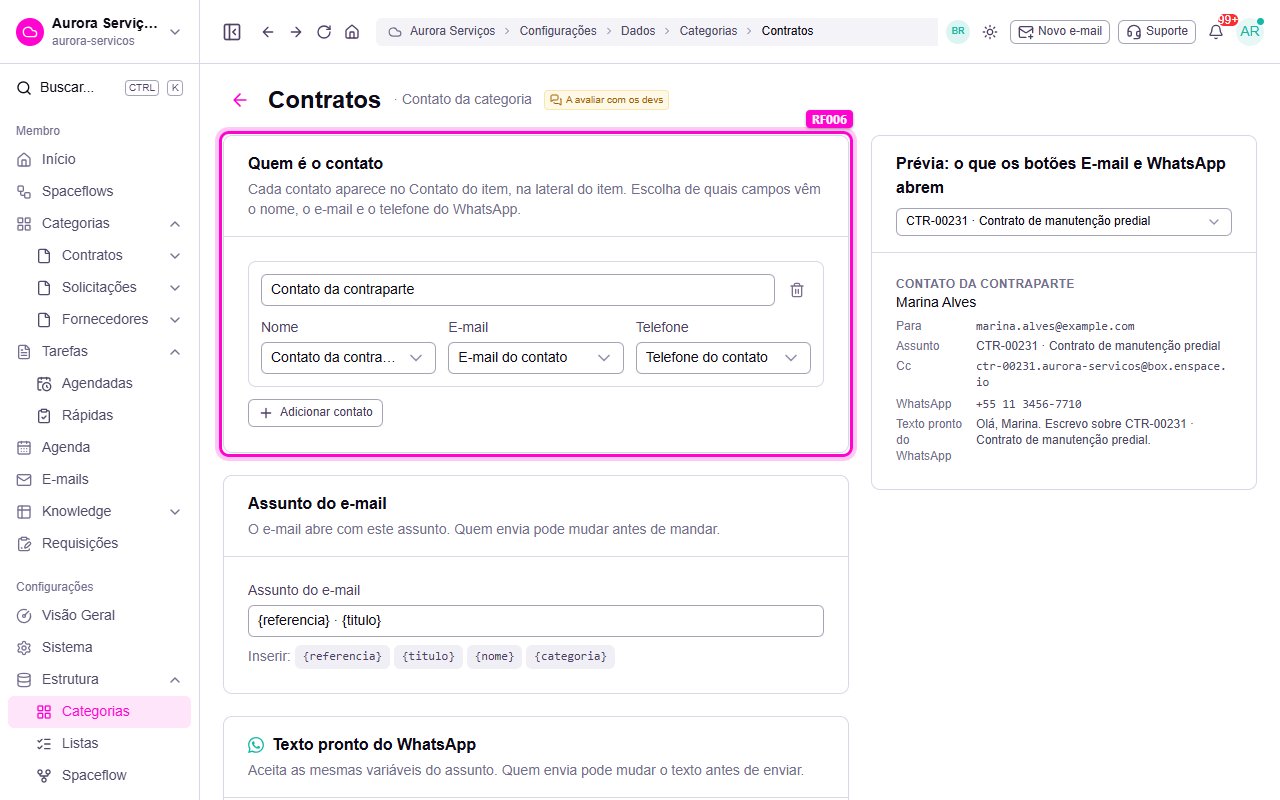 Aurora Serviç...
aurora-servicos
Aurora Serviços > Configurações > Dados > Categorias > Contratos
BR
Novo e-mail
Suporte
99+
AR
Buscar...
CTRL K
Membro
Início
Spaceflows
Categorias
Contratos
Solicitações
Fornecedores
Tarefas
Agendadas
Rápidas
Agenda
E-mails
Knowledge
Requisições
Configurações
Visão Geral
Sistema
Estrutura
Categorias
Listas
Spaceflow
Contratos · Contato da categoria
A avaliar com os devs
RF006
Quem é o contato
Cada contato aparece no Contato do item, na lateral do item. Escolha de quais campos vêm
o nome, o e-mail e o telefone do WhatsApp.
Contato da contraparte
Nome E-mail Telefone
Contato da contra... E-mail do contato Telefone do contato
Adicionar contato
Assunto do e-mail
O e-mail abre com este assunto. Quem envia pode mudar antes de mandar.
Assunto do e-mail
{referencia} · {titulo}
Inserir: {referencia} {titulo} {nome} {categoria}
Texto pronto do WhatsApp
Aceita as mesmas variáveis do assunto. Quem envia pode mudar o texto antes de enviar.
Prévia: o que os botões E-mail e WhatsApp
abrem
CTR-00231 · Contrato de manutenção predial
CONTATO DA CONTRAPARTE
Marina Alves
Para marina.alves@example.com
Assunto CTR-00231 · Contrato de manutenção predial
Cc ctr-00231.aurora-servicos@box.enspace.
io
WhatsApp +55 11 3456-7710
Texto pronto Olá, Marina. Escrevo sobre CTR-00231 ·
do Contrato de manutenção predial.
WhatsApp